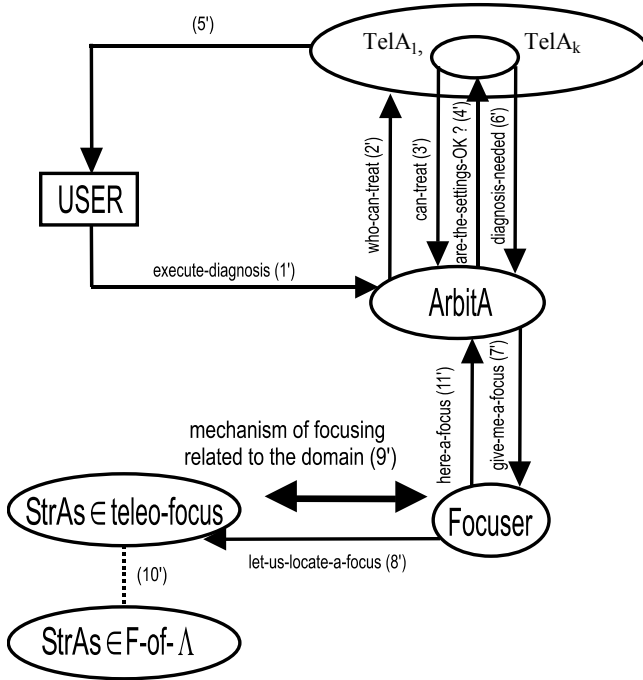 (5')
TelA1,
TelAk
who-can-treat (2')
can-treat (3')
are-the-settings-OK ? (4')
diagnosis-needed (6')
USER
execute-diagnosis (1')
ArbitA
here-a-focus (11')
give-me-a-focus (7')
mechanism of focusing
related to the domain (9')
StrAs ∈ teleo-focus
Focuser
let-us-locate-a-focus (8')
(10')
StrAs ∈ F-of- Λ